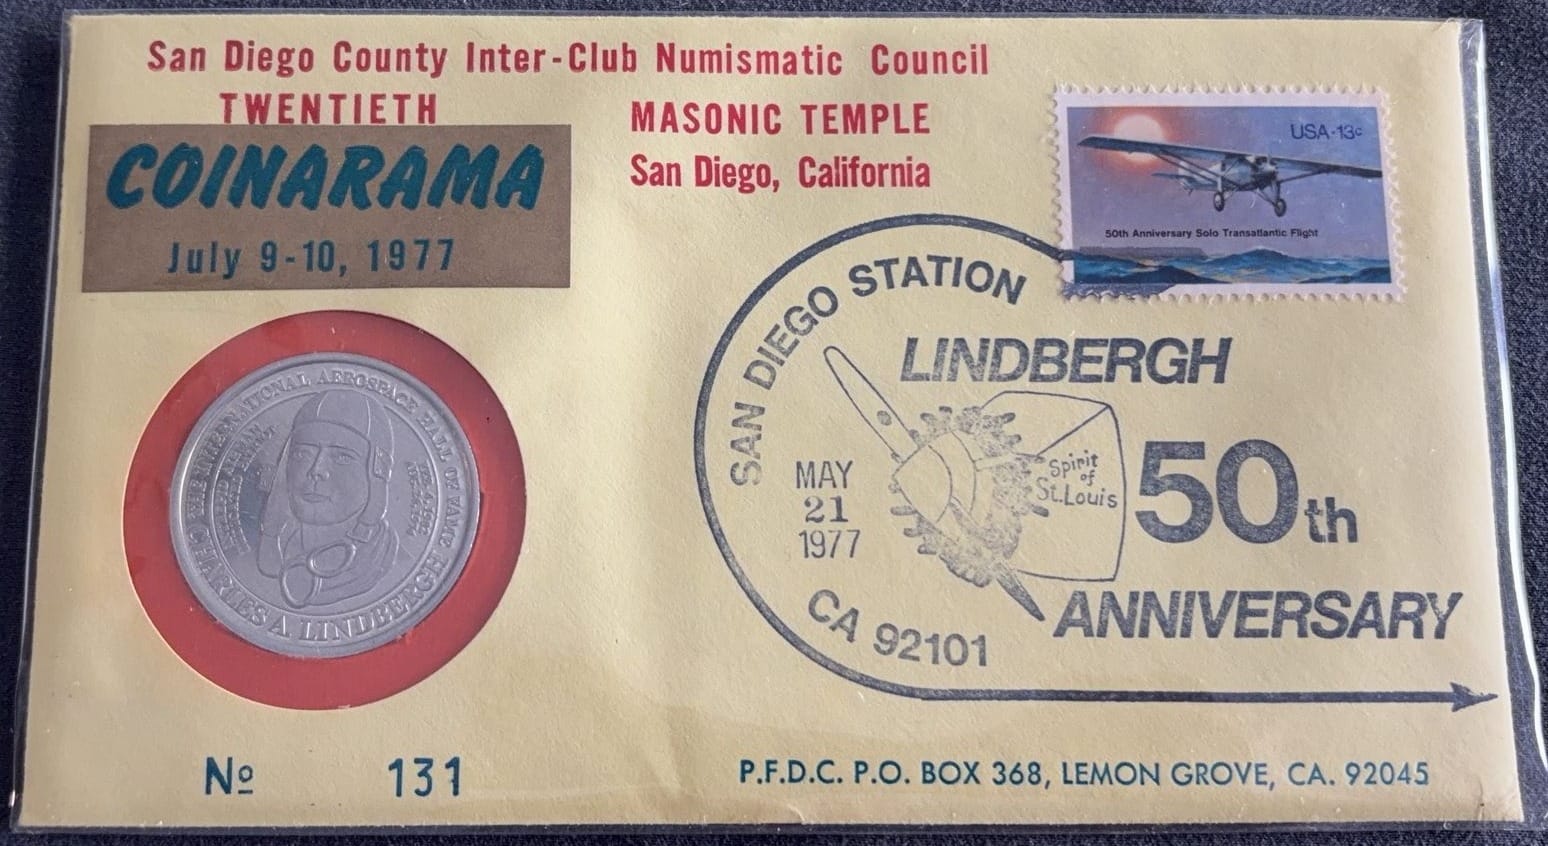 San Diego County Inter-Club Numismatic Council
TWENTIETH
COINARAMA
July 9-10, 1977
MASONIC TEMPLE
San Diego, California
USA·13c
50th Anniversary Solo Transatlantic Flight
SAN DIEGO STATION
LINDBERGH
50th
ANNIVERSARY
Spirit
of
St. Louis
MAY
21
1977
CA 92101
THE INTERNATIONAL AEROSPACE HALL OF FAME
CHARLES A. LINDBERGH
Nº 131
P.F.D.C. P.O. BOX 368, LEMON GROVE, CA. 92045